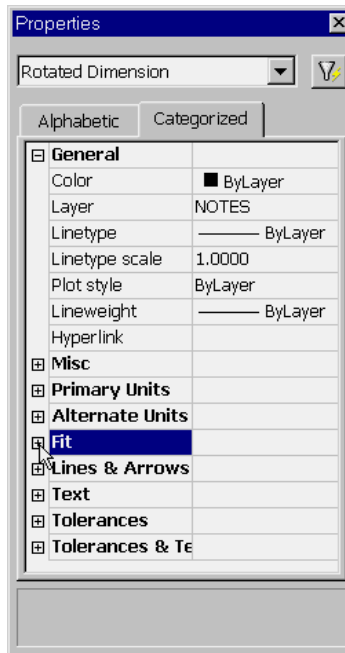 Properties
Rotated Dimension
Alphabetic Categorized
General
Color ByLayer
Layer NOTES
Linetype ByLayer
Linetype scale 1.0000
Plot style ByLayer
Lineweight ByLayer
Hyperlink
Misc
Primary Units
Alternate Units
Fit
Lines & Arrows
Text
Tolerances
Tolerances & Te